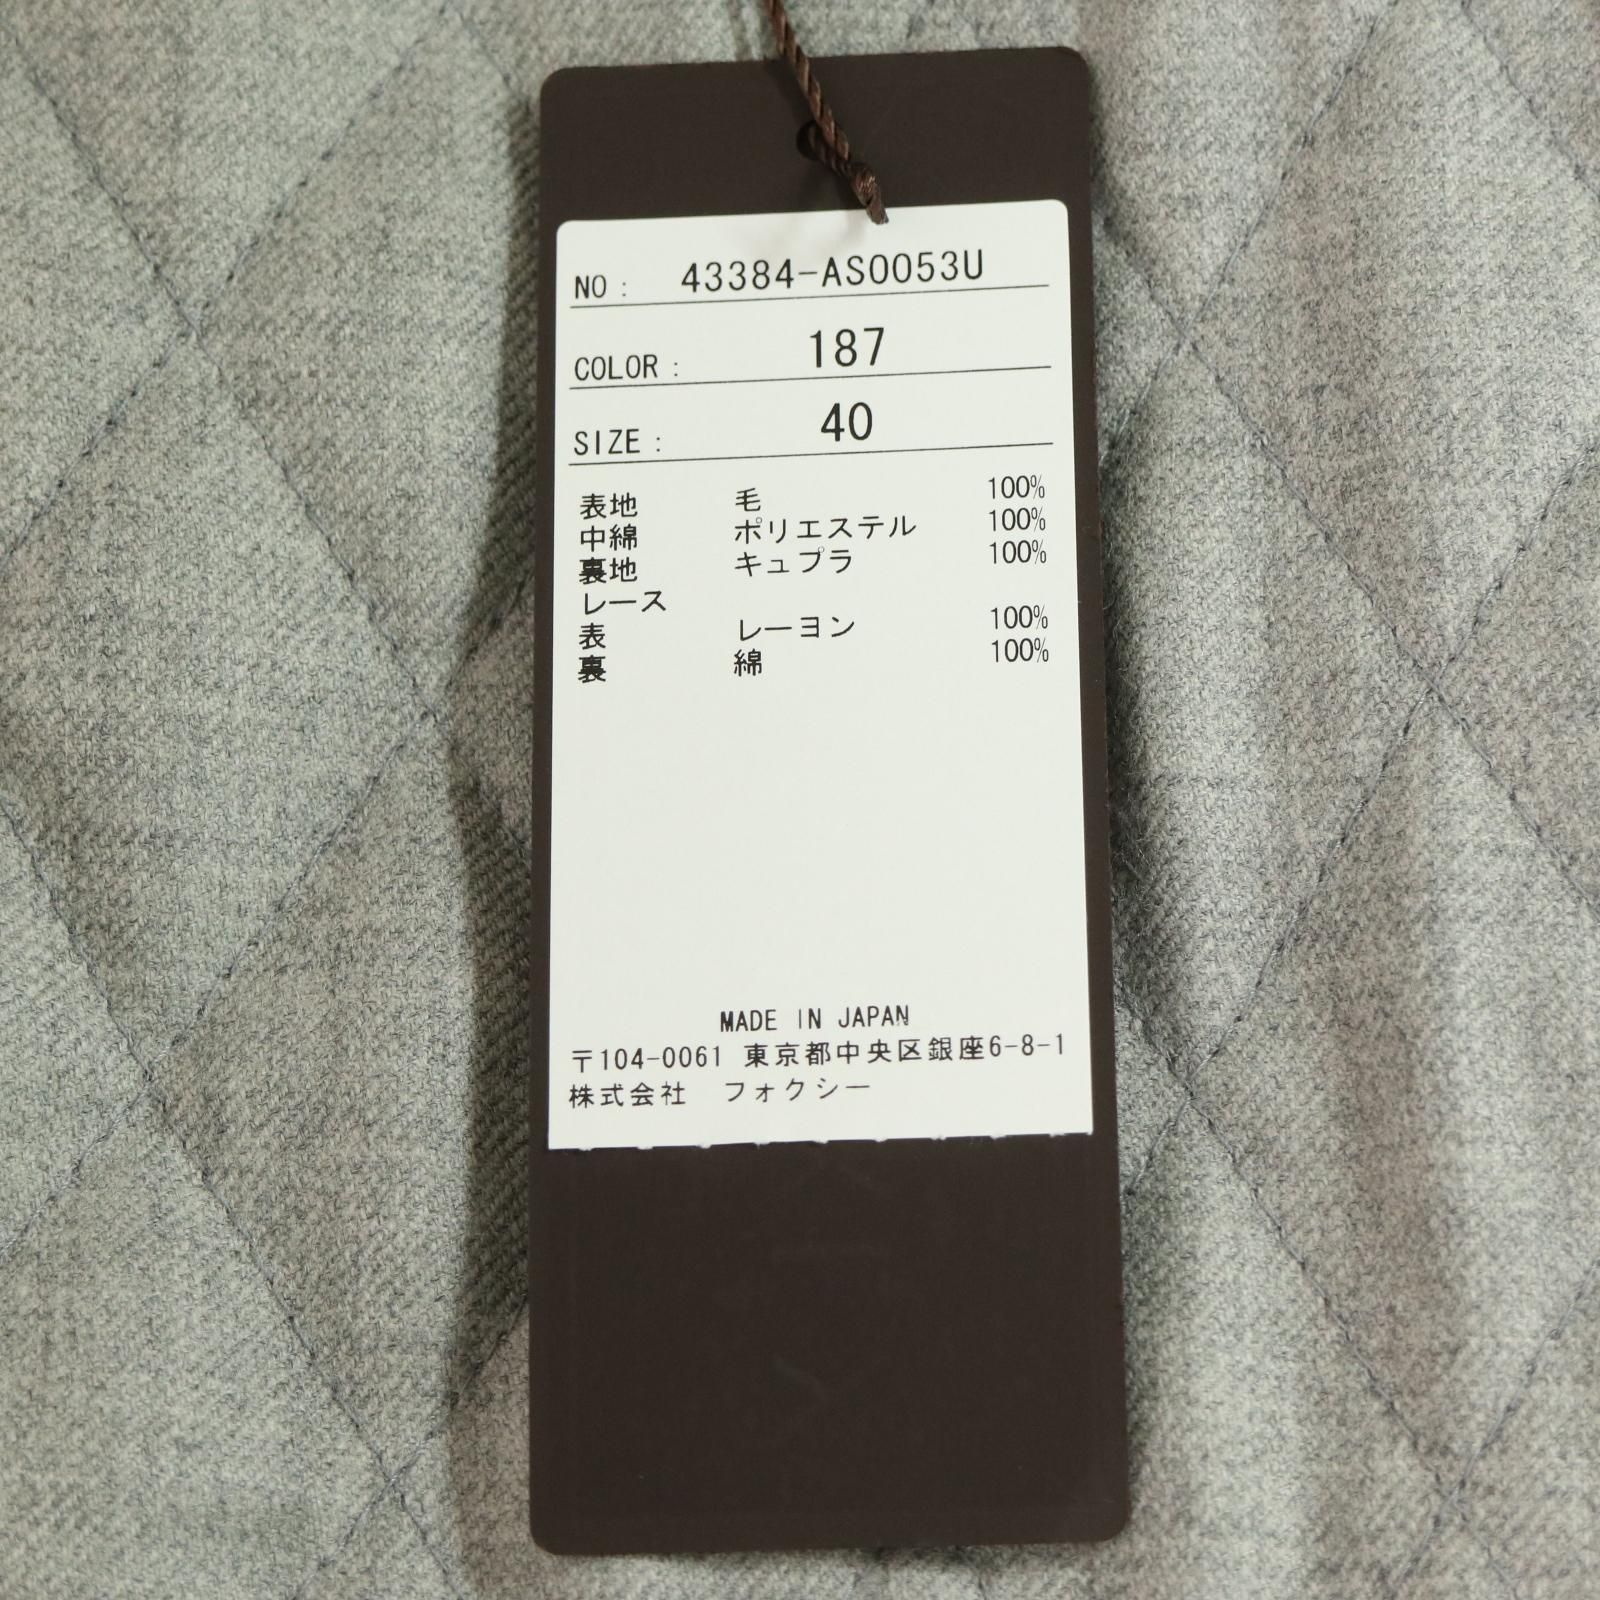 NO : 43384-AS0053U
COLOR : 187
SIZE : 40
表地 毛 100%
中綿 ポリエステル 100%
裏地 キュプラ 100%
レース
表 レーヨン 100%
裏 綿 100%
MADE IN JAPAN
〒104-0061 東京都中央区銀座6-8-1
株式会社 フォクシー